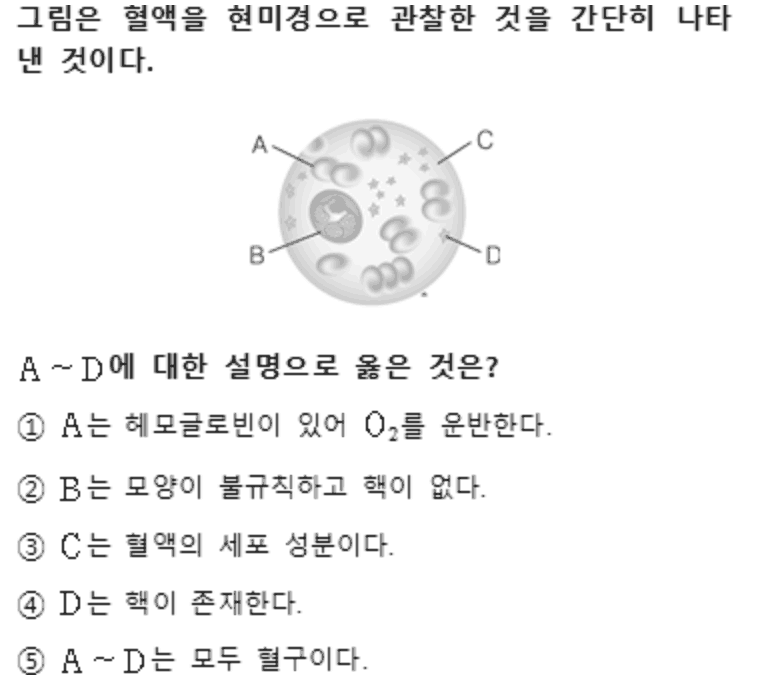 그림은 혈액을 현미경으로 관찰한 것을 간단히 나타
낸 것이다.
A
C
B
D
A ~ D에 대한 설명으로 옳은 것은?
① A는 헤모글로빈이 있어 O₂를 운반한다.
② B는 모양이 불규칙하고 핵이 없다.
③ C는 혈액의 세포 성분이다.
④ D는 핵이 존재한다.
⑤ A ~ D는 모두 혈구이다.